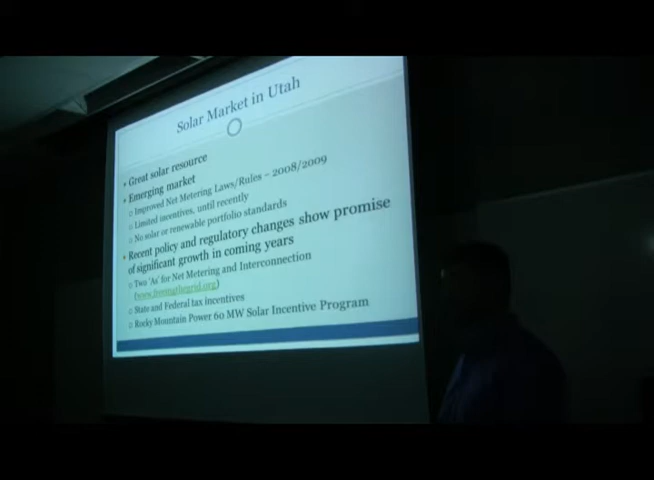 Solar Market in Utah
• Great solar resource
• Emerging market
Improved Net Metering Laws/Rules – 2008/2009
Limited incentives, until recently
No solar or renewable portfolio standards
• Recent policy and regulatory changes show promise
of significant growth in coming years
Two 'As' for Net Metering and Interconnection
(www.freeingthegrid.org)
State and Federal tax incentives
Rocky Mountain Power 60 MW Solar Incentive Program